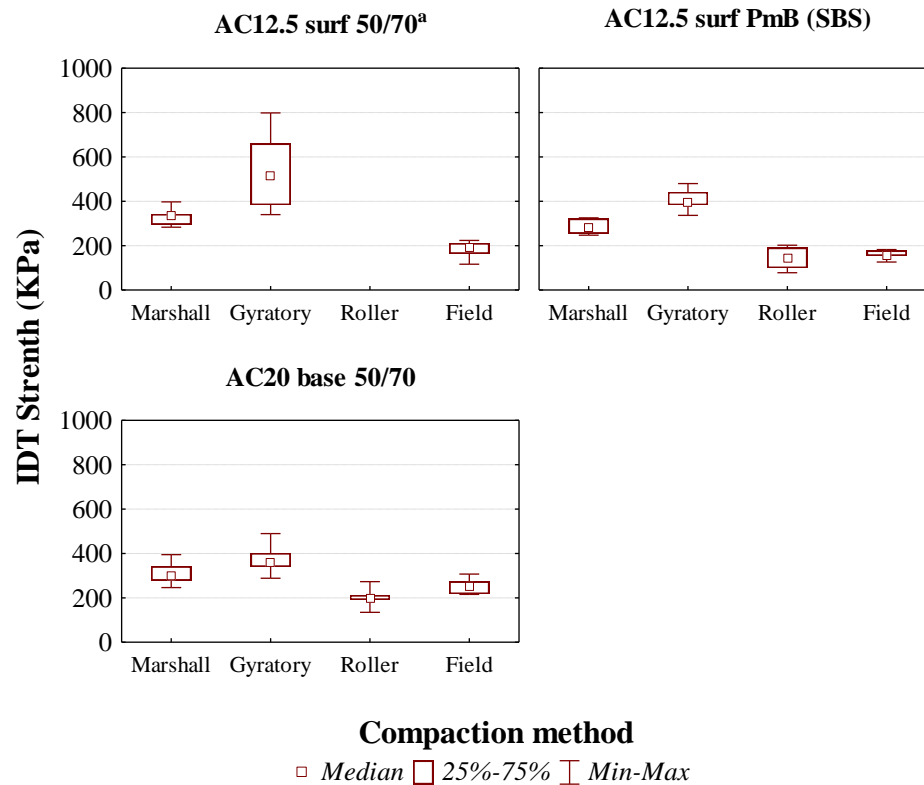 AC12.5 surf 50/70ᵃ
AC12.5 surf PmB (SBS)
IDT Strenth (KPa)
1000
800
600
400
200
0
Marshall Gyratory Roller Field
Marshall Gyratory Roller Field
AC20 base 50/70
1000
800
600
400
200
0
Marshall Gyratory Roller Field
Compaction method
Median 25%-75% Min-Max